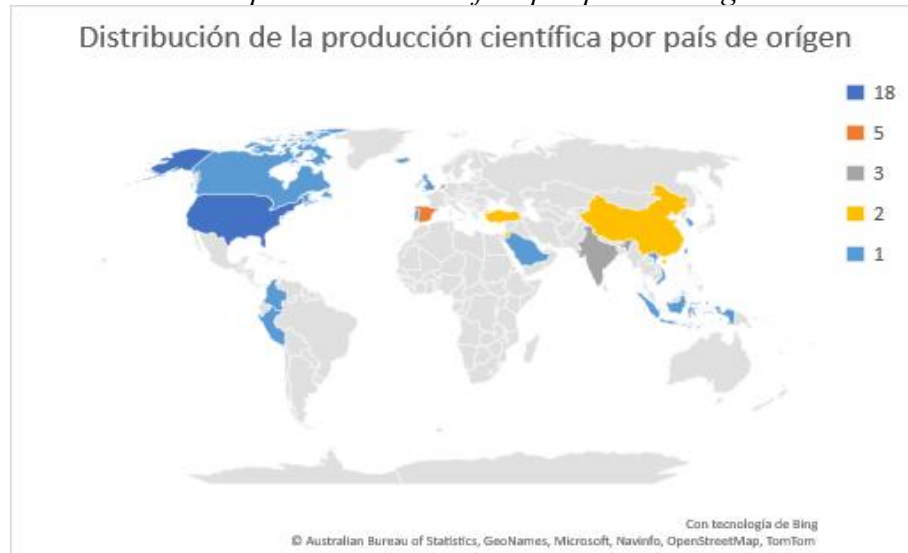 Distribución de la producción científica por país de orígen
18
5
3
2
1
Con tecnología de Bing
© Australian Bureau of Statistics, GeoNames, Microsoft, Navinfo, OpenStreetMap, TomTom